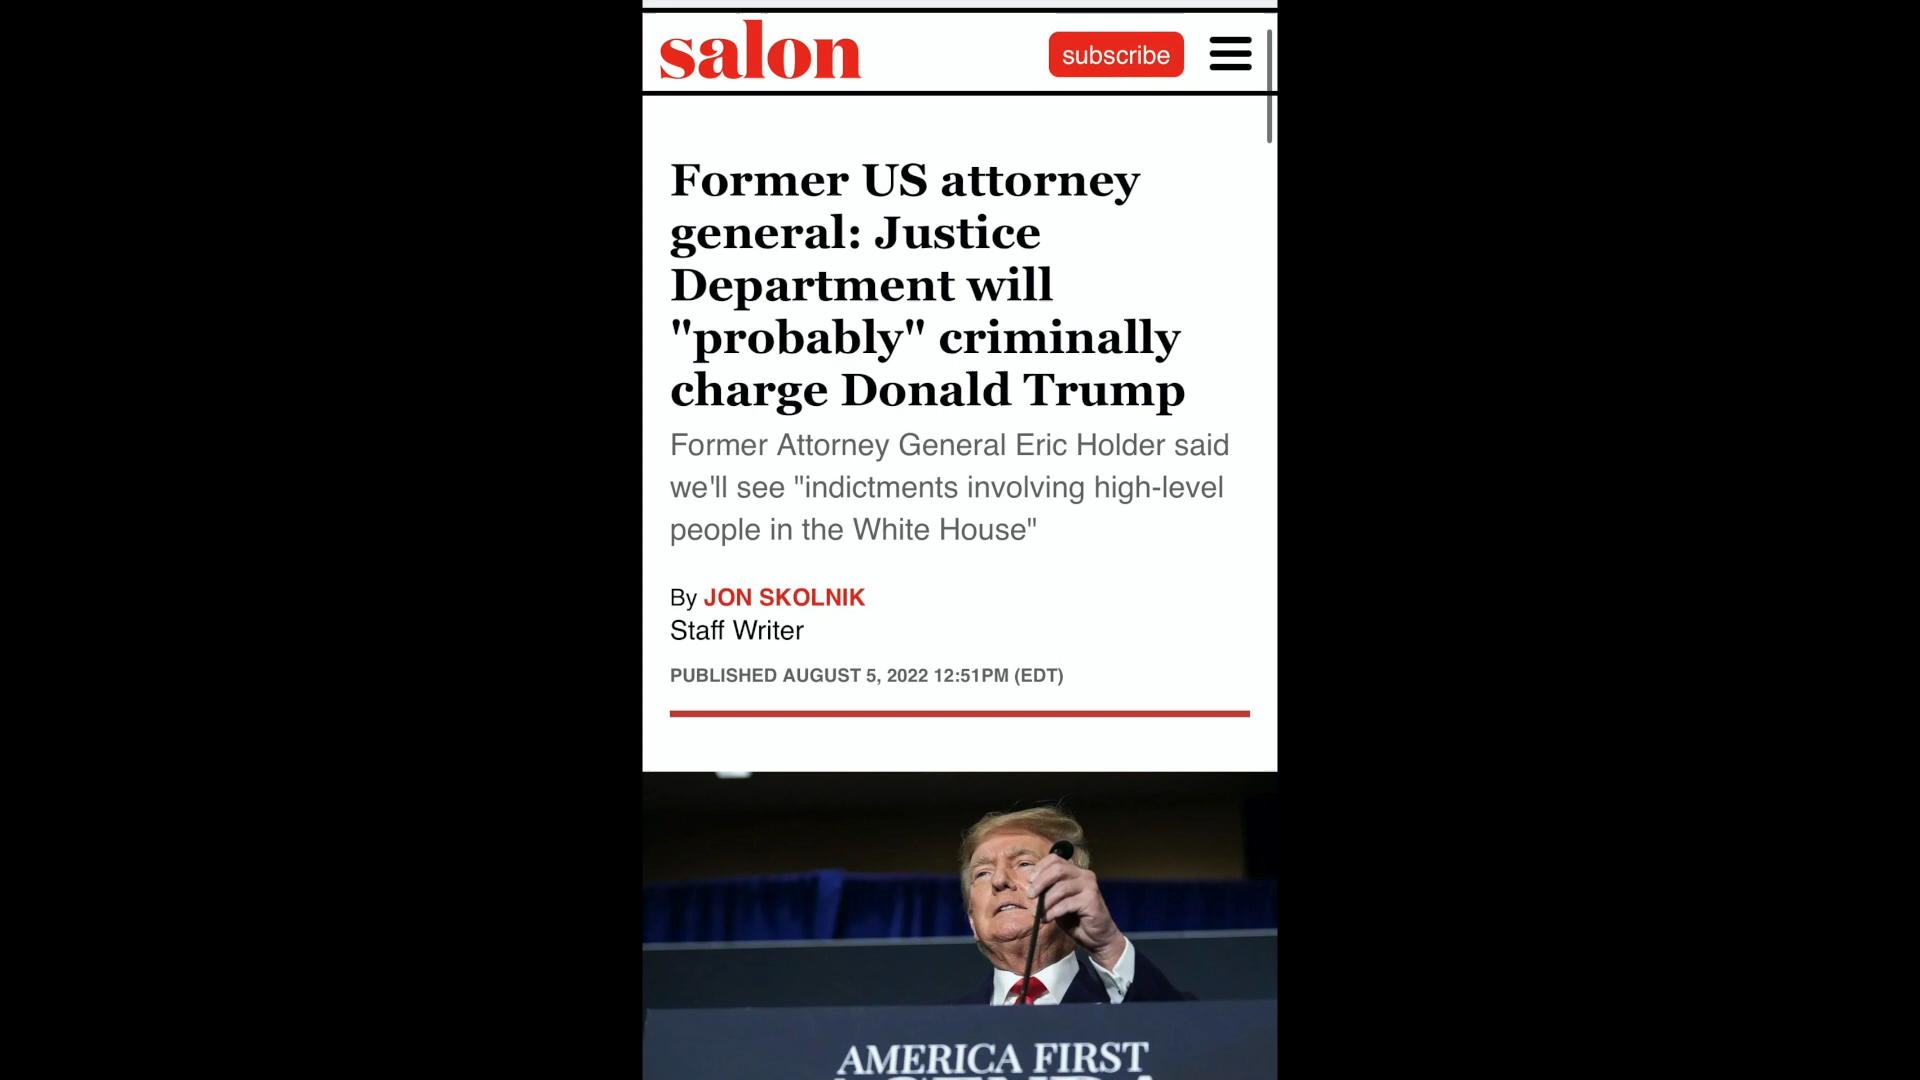 salon
subscribe
Former US attorney
general: Justice
Department will
"probably" criminally
charge Donald Trump
Former Attorney General Eric Holder said
we'll see "indictments involving high-level
people in the White House"
By JON SKOLNIK
Staff Writer
PUBLISHED AUGUST 5, 2022 12:51PM (EDT)
AMERICA FIRST